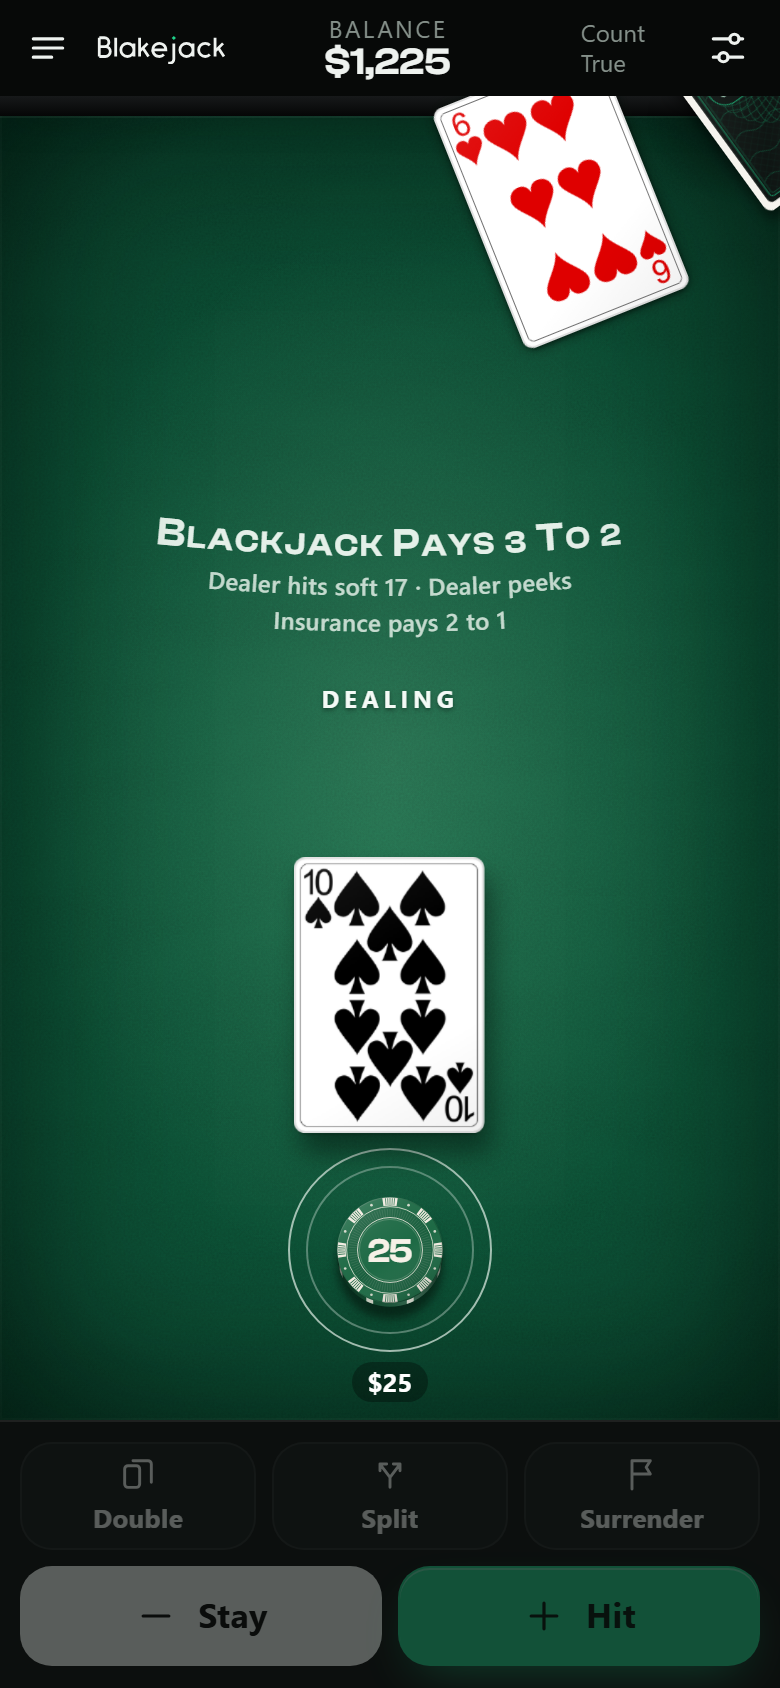 Blakejack
BALANCE
$1,225
Count
True
6
6
BLACKJACK PAYS 3 TO 2
Dealer hits soft 17 · Dealer peeks
Insurance pays 2 to 1
DEALING
10
10
25
$25
Double
Split
Surrender
Stay
Hit